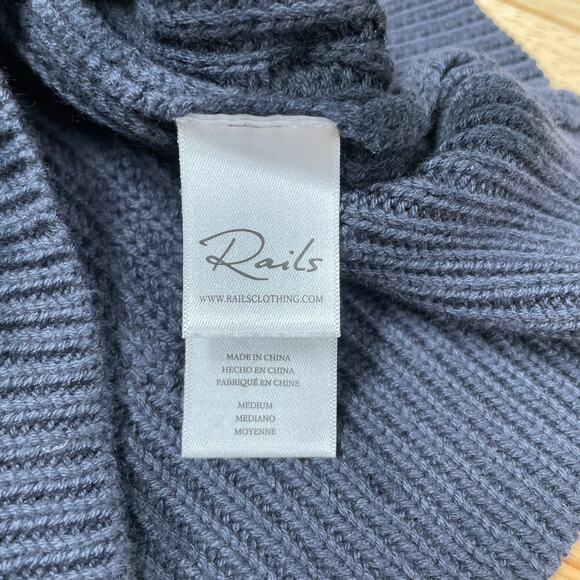 Rails
WWW.RAILSCLOTHING.COM
MADE IN CHINA
HECHO EN CHINA
FABRIQUÉ EN CHINE
MEDIUM
MEDIANO
MOYENNE